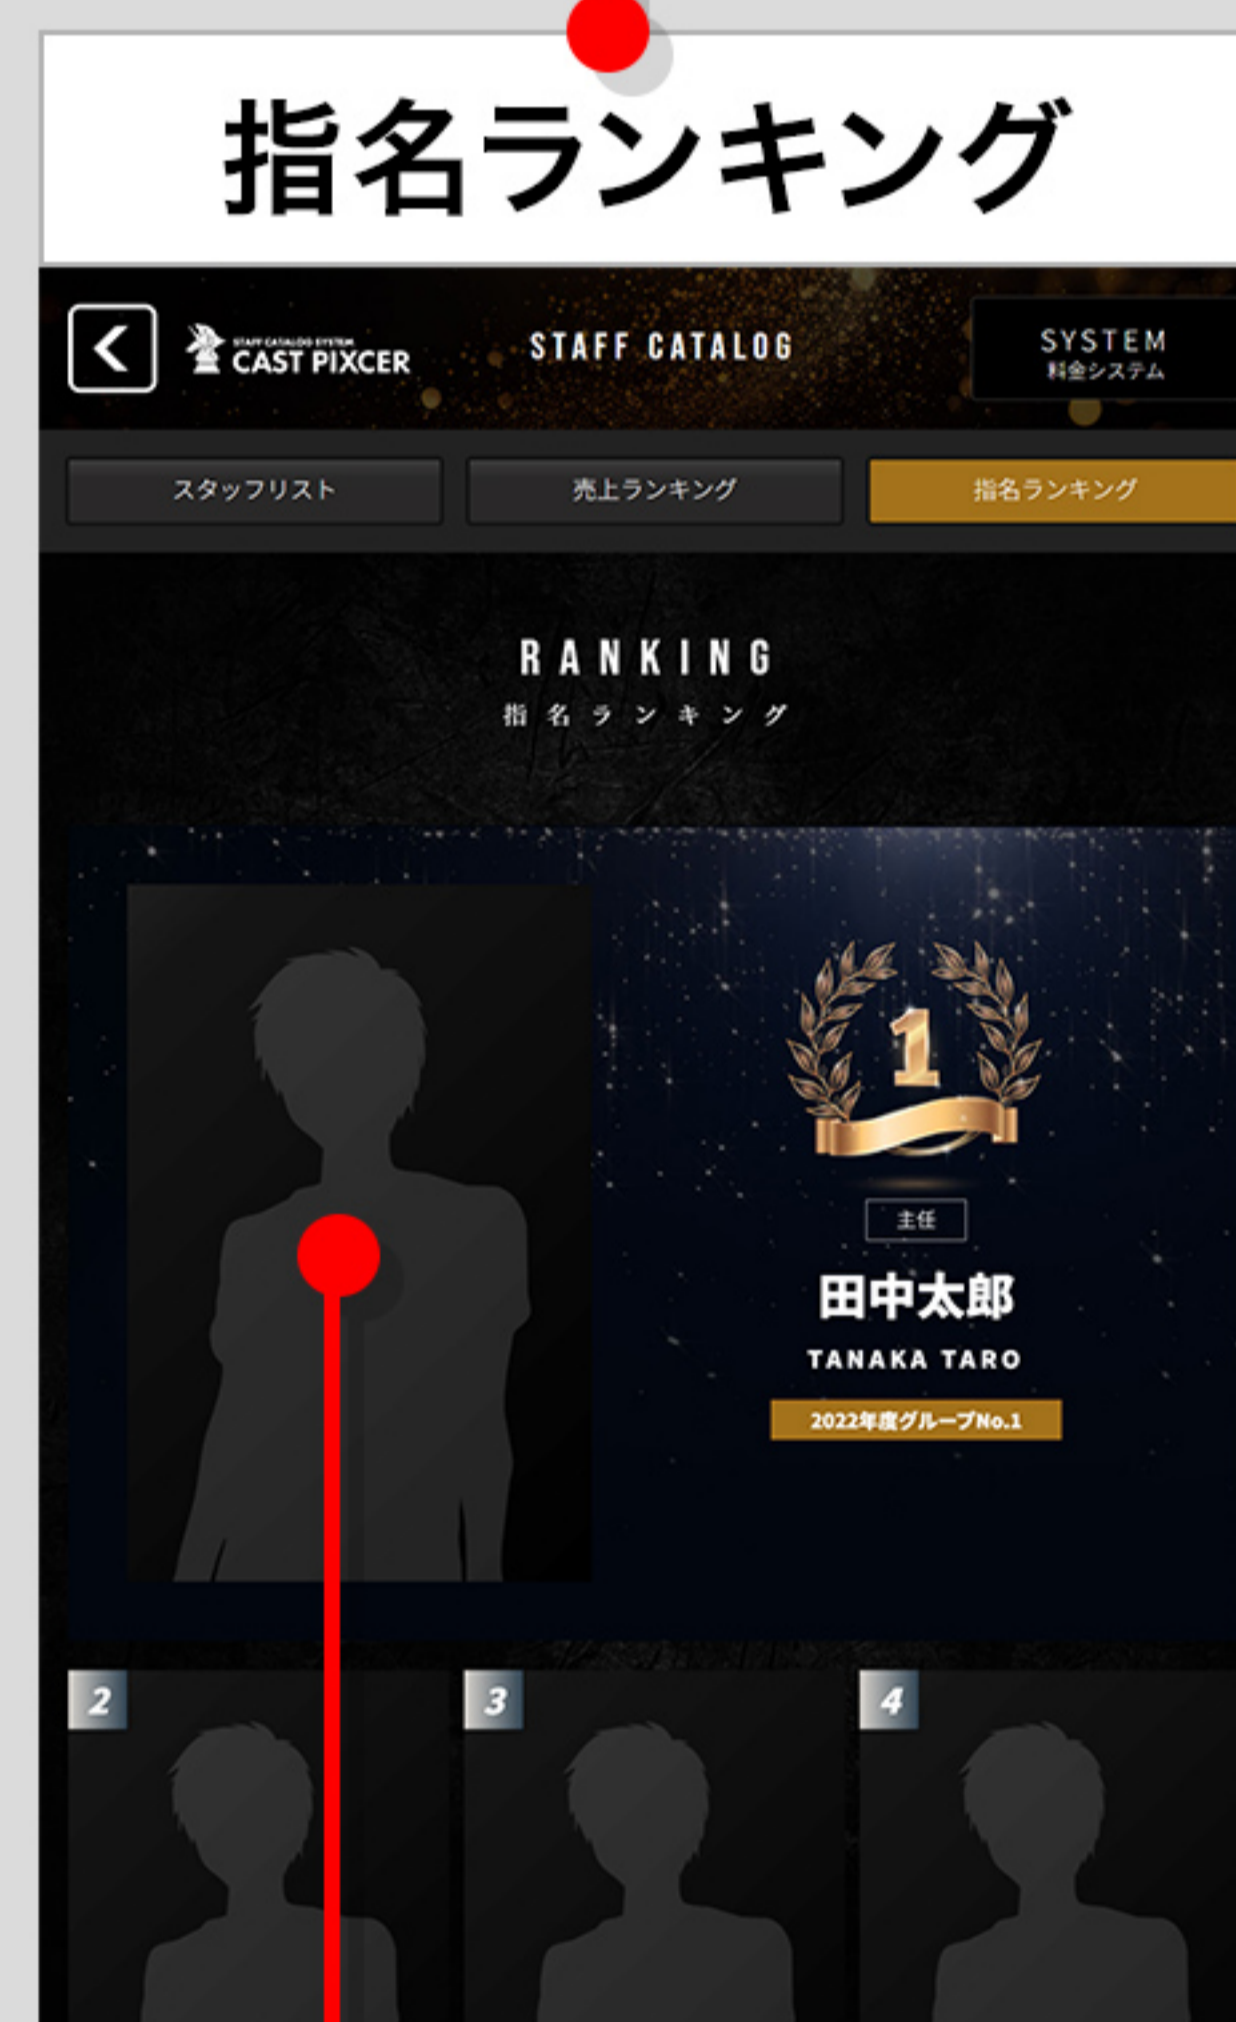 指名ランキング
STAFF CATALOG SYSTEM
CAST PIXCER
STAFF CATALOG
SYSTEM
料金システム
スタッフリスト
売上ランキング
指名ランキング
RANKING
指名ランキング
1
主任
田中太郎
TANAKA TARO
2022年度グループNo.1
2
3
4